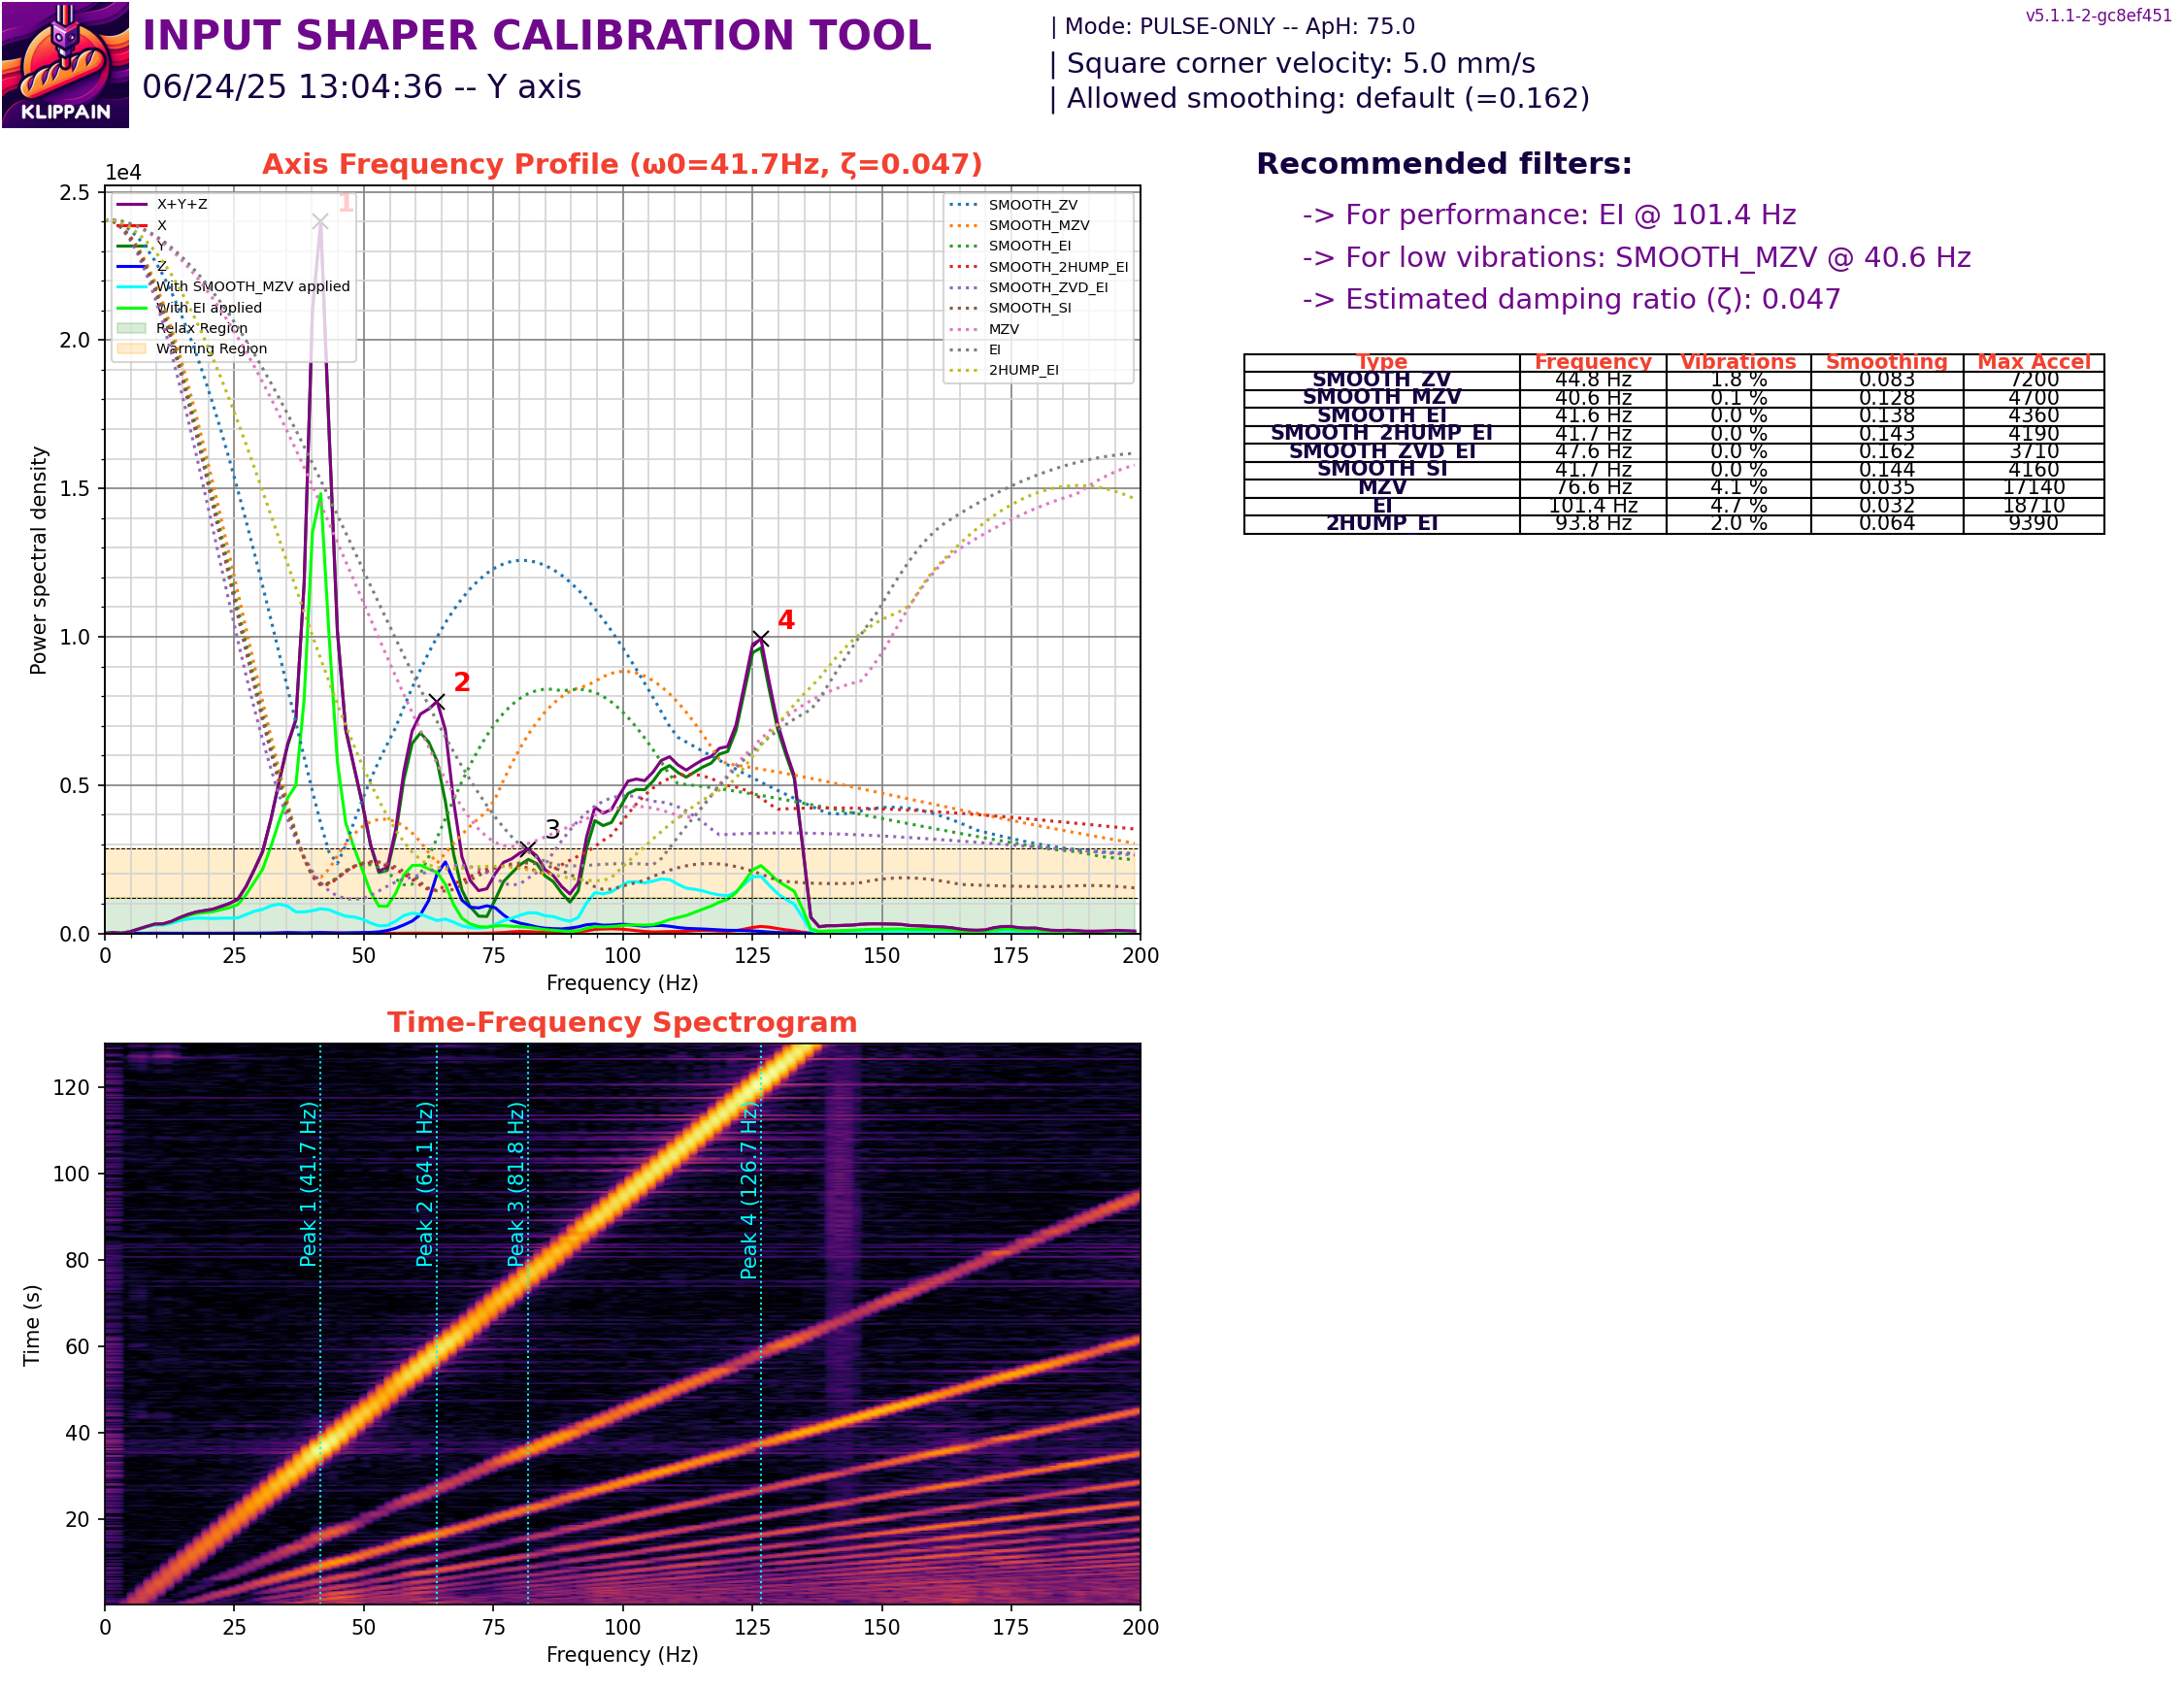 KLIPPAIN
INPUT SHAPER CALIBRATION TOOL
06/24/25 13:04:36 -- Y axis
| Mode: PULSE-ONLY -- ApH: 75.0
| Square corner velocity: 5.0 mm/s
| Allowed smoothing: default (=0.162)
v5.1.1-2-gc8ef451
Axis Frequency Profile (ω0=41.7Hz, ζ=0.047)
1e4
2.5
2.0
1.5
1.0
0.5
0.0
Power spectral density
X+Y+Z
X
Y
Z
With SMOOTH_MZV applied
With EI applied
Relax Region
Warning Region
1
2
3
4
SMOOTH_ZV
SMOOTH_MZV
SMOOTH_EI
SMOOTH_2HUMP_EI
SMOOTH_ZVD_EI
SMOOTH_SI
MZV
EI
2HUMP_EI
0 25 50 75 100 125 150 175 200
Frequency (Hz)
Recommended filters:
-> For performance: EI @ 101.4 Hz
-> For low vibrations: SMOOTH_MZV @ 40.6 Hz
-> Estimated damping ratio (ζ): 0.047
Type Frequency Vibrations Smoothing Max Accel
SMOOTH_ZV 44.8 Hz 1.8 % 0.083 7200
SMOOTH_MZV 40.6 Hz 0.1 % 0.128 4700
SMOOTH_EI 41.6 Hz 0.0 % 0.138 4360
SMOOTH_2HUMP_EI 41.7 Hz 0.0 % 0.143 4190
SMOOTH_ZVD_EI 47.6 Hz 0.0 % 0.162 3710
SMOOTH_SI 41.7 Hz 0.0 % 0.144 4160
MZV 76.6 Hz 4.1 % 0.035 17140
EI 101.4 Hz 4.7 % 0.032 18710
2HUMP_EI 93.8 Hz 2.0 % 0.064 9390
Time-Frequency Spectrogram
120
100
80
60
40
20
Time (s)
Peak 1 (41.7 Hz)
Peak 2 (64.1 Hz)
Peak 3 (81.8 Hz)
Peak 4 (126.7 Hz)
0 25 50 75 100 125 150 175 200
Frequency (Hz)